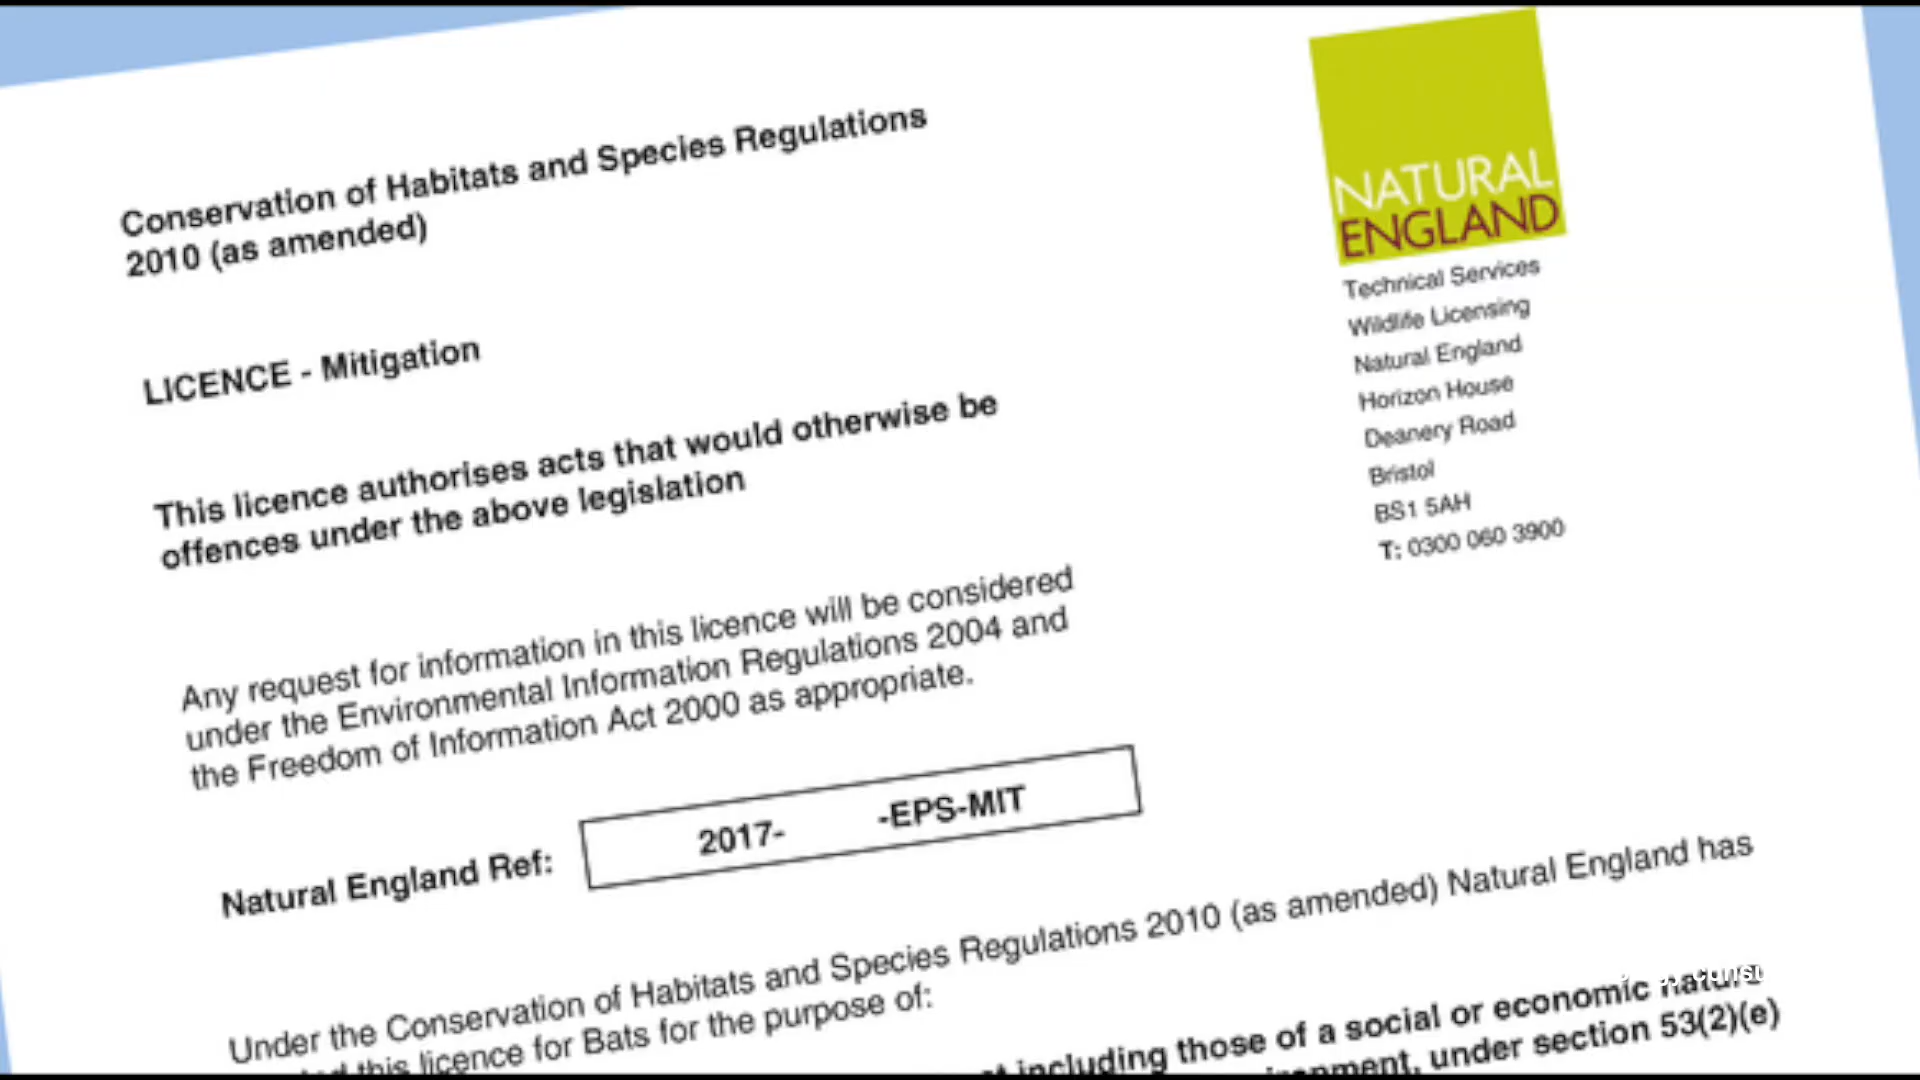 Conservation of Habitats and Species Regulations
2010 (as amended)
LICENCE - Mitigation
This licence authorises acts that would otherwise be
offences under the above legislation
Any request for information in this licence will be considered
under the Environmental Information Regulations 2004 and
the Freedom of Information Act 2000 as appropriate.
Natural England Ref:
2017- -EPS-MIT
Under the Conservation of Habitats and Species Regulations 2010 (as amended) Natural England has
this licence for Bats for the purpose of:
including those of a social or economic nature
under section 53(2)(e)
NATURAL
ENGLAND
Technical Services
Wildlife Licensing
Natural England
Horizon House
Deanery Road
Bristol
BS1 5AH
T: 0300 060 3900